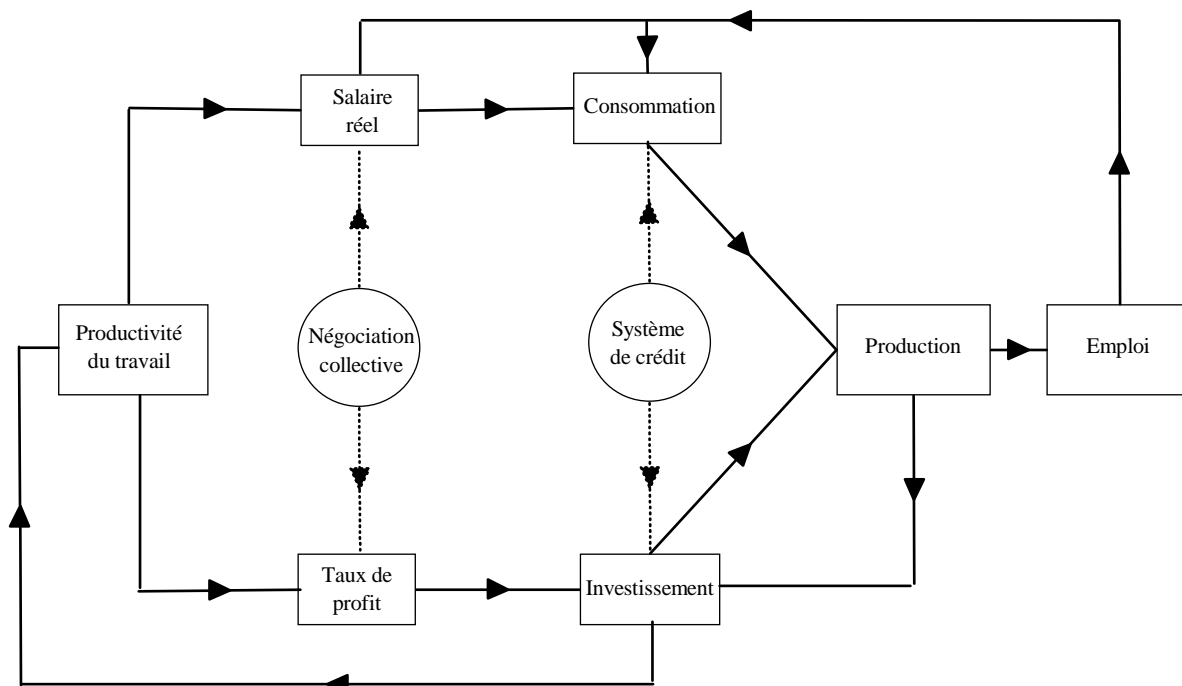 Salaire
réel
Consommation
Productivité
du travail
Négociation
collective
Système
de crédit
Production
Emploi
Taux de
profit
Investissement